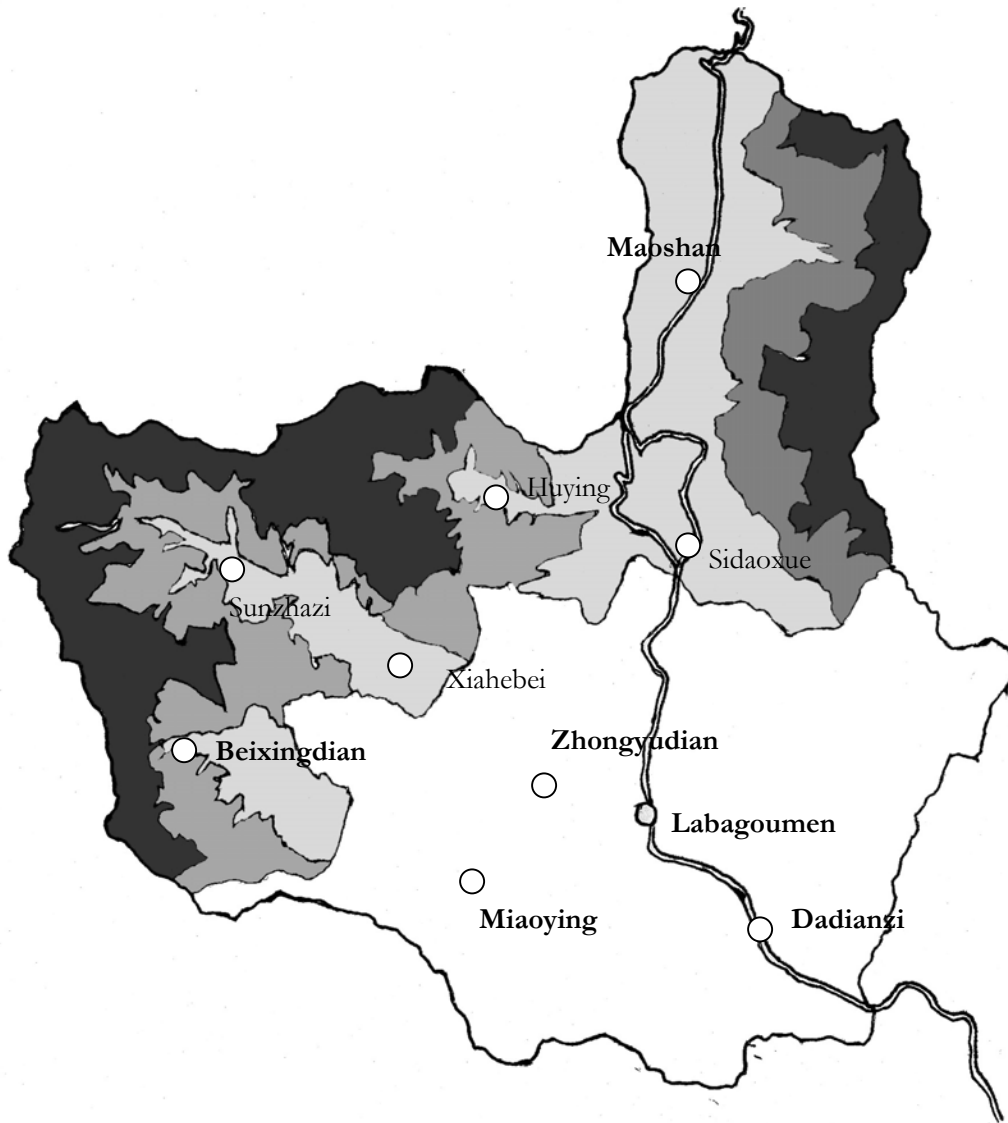 Maoshan
Huying
Sidaoxue
Sunzhazi
Xiahebei
Zhongyudian
Beixingdian
Labagoumen
Miaoying
Dadianzi